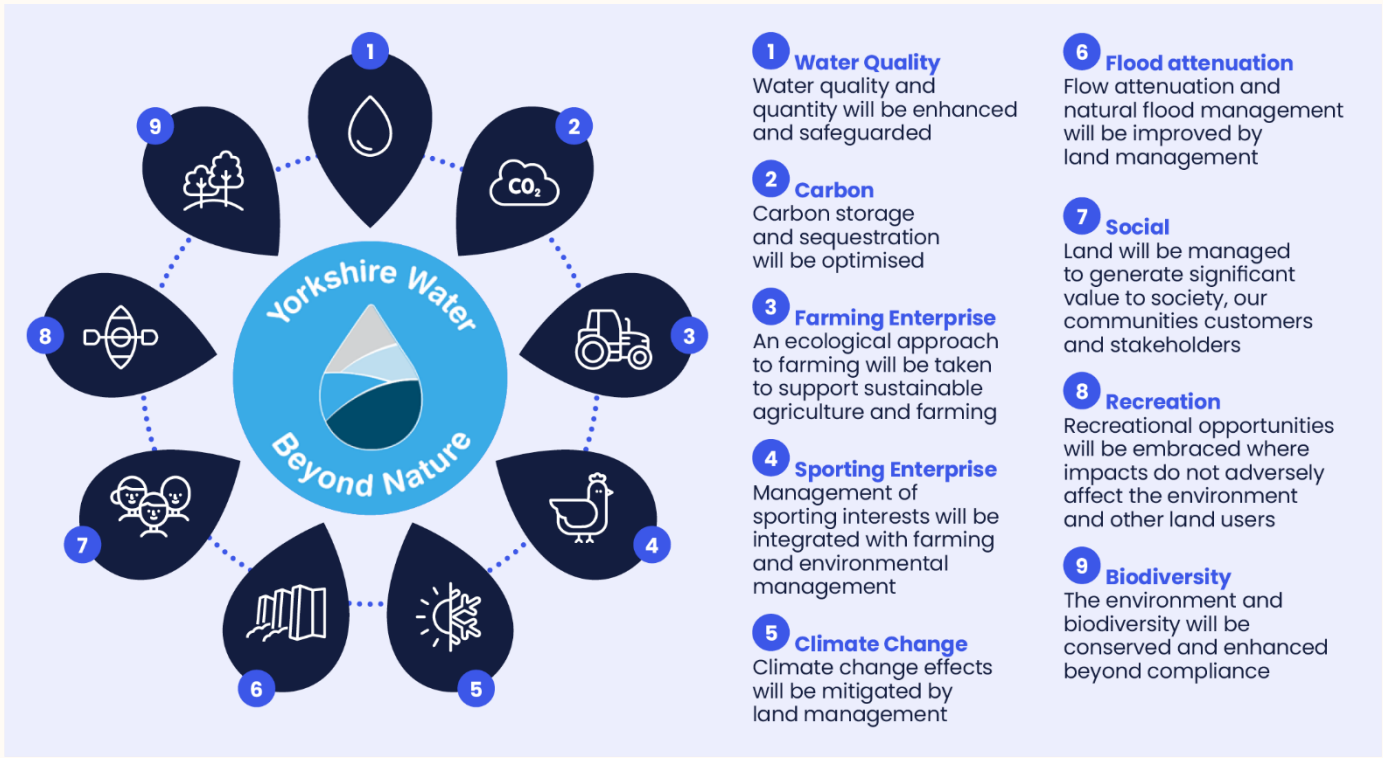 1
2
CO₂
3
4
5
6
7
8
9
Yorkshire Water
Beyond Nature
1 Water Quality
Water quality and
quantity will be enhanced
and safeguarded
2 Carbon
Carbon storage
and sequestration
will be optimised
3 Farming Enterprise
An ecological approach
to farming will be taken
to support sustainable
agriculture and farming
4 Sporting Enterprise
Management of
sporting interests will be
integrated with farming
and environmental
management
5 Climate Change
Climate change effects
will be mitigated by
land management
6 Flood attenuation
Flow attenuation and
natural flood management
will be improved by
land management
7 Social
Land will be managed
to generate significant
value to society, our
communities customers
and stakeholders
8 Recreation
Recreational opportunities
will be embraced where
impacts do not adversely
affect the environment
and other land users
9 Biodiversity
The environment and
biodiversity will be
conserved and enhanced
beyond compliance